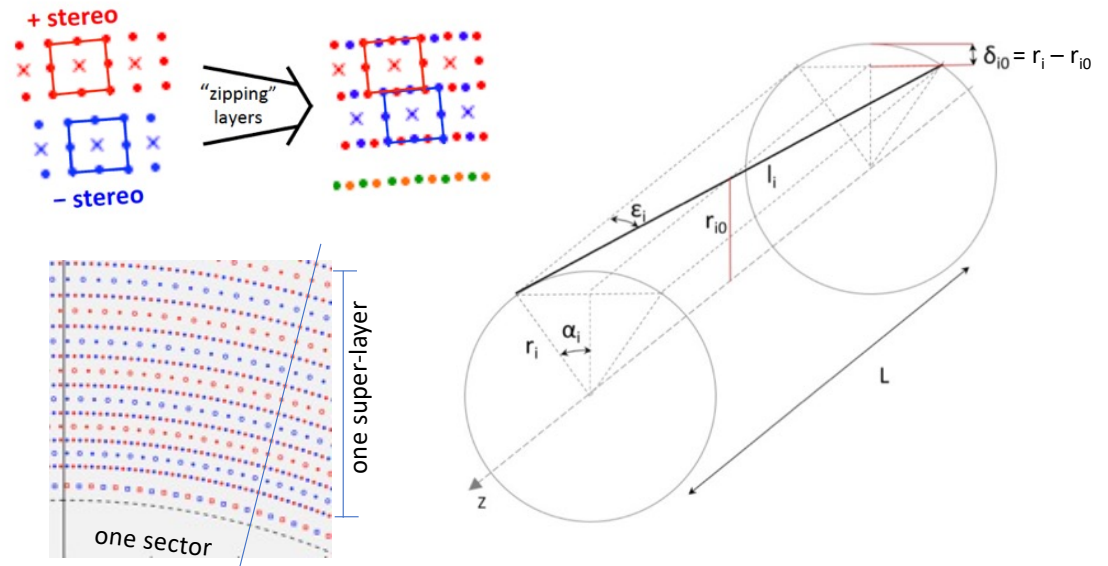 + stereo
“zipping”
layers
– stereo
one super-layer
one sector
δi0 = ri – ri0
li
εi
ri0
αi
ri
L
z